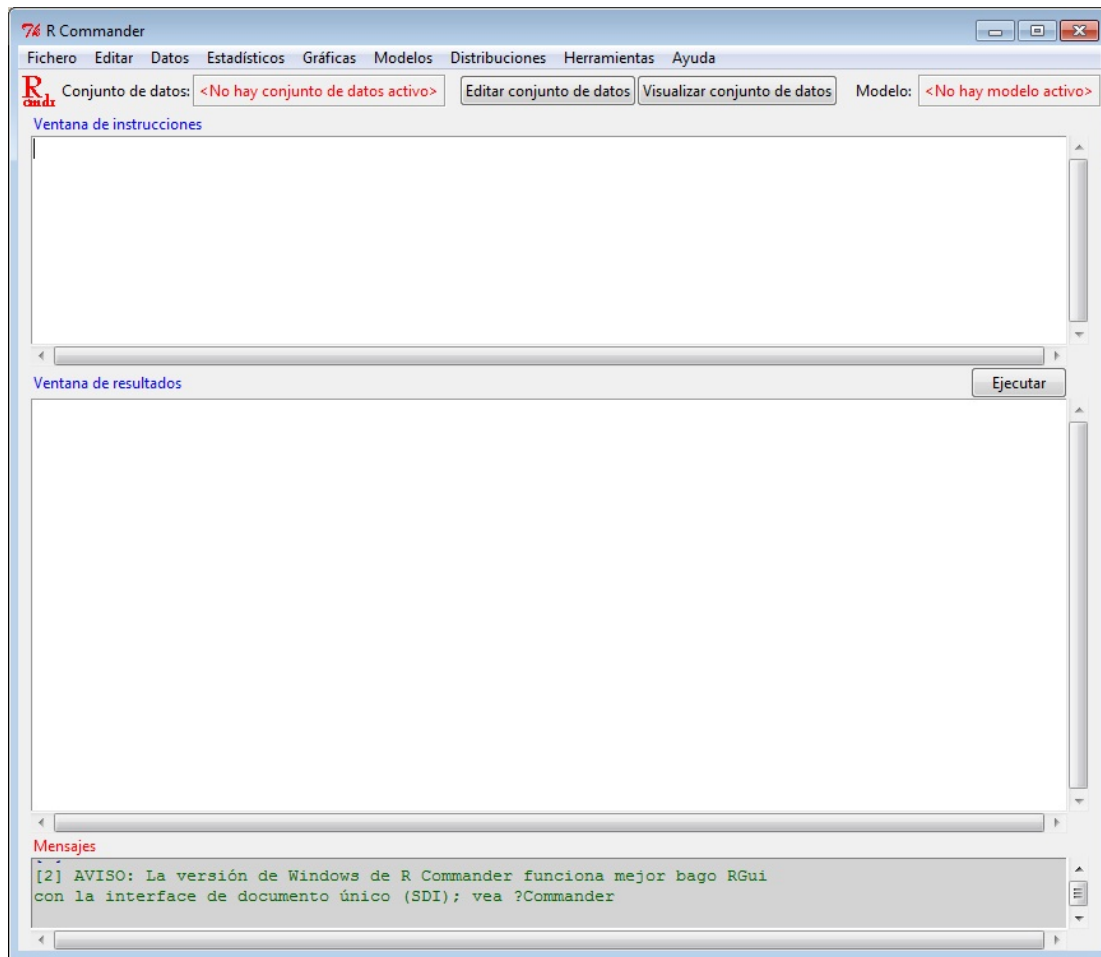 R Commander
Fichero Editar Datos Estadísticos Gráficas Modelos Distribuciones Herramientas Ayuda
R cmdr Conjunto de datos: <No hay conjunto de datos activo> Editar conjunto de datos Visualizar conjunto de datos Modelo: <No hay modelo activo>
Ventana de instrucciones
Ventana de resultados Ejecutar
Mensajes
[2] AVISO: La versión de Windows de R Commander funciona mejor bago RGui
con la interface de documento único (SDI); vea ?Commander